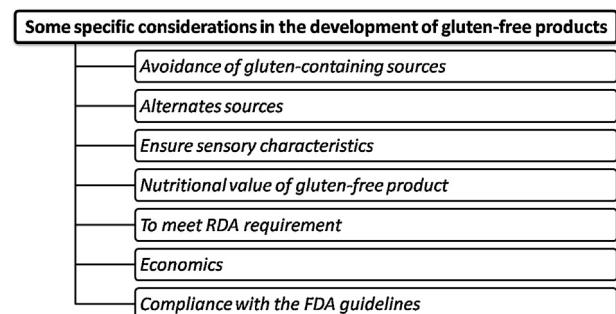 Some specific considerations in the development of gluten-free products
Avoidance of gluten-containing sources
Alternates sources
Ensure sensory characteristics
Nutritional value of gluten-free product
To meet RDA requirement
Economics
Compliance with the FDA guidelines